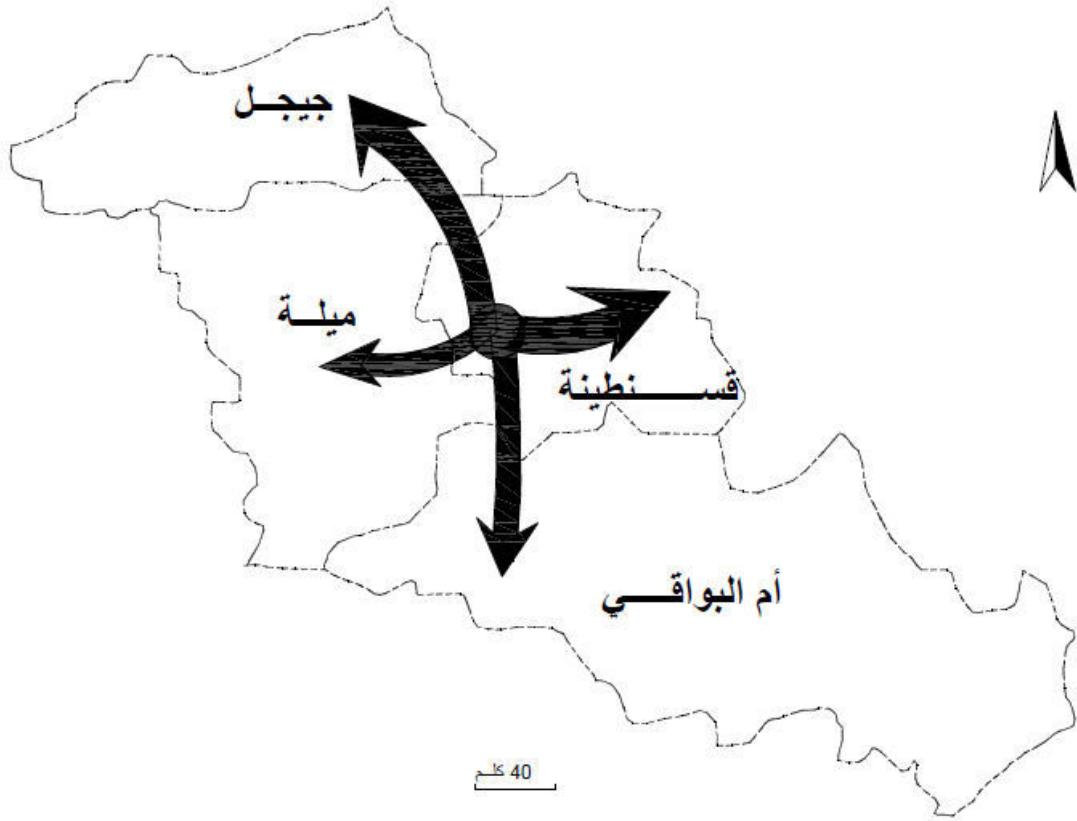 جيجل
ميلة
قسنطينة
أم البواقي
40 كلم